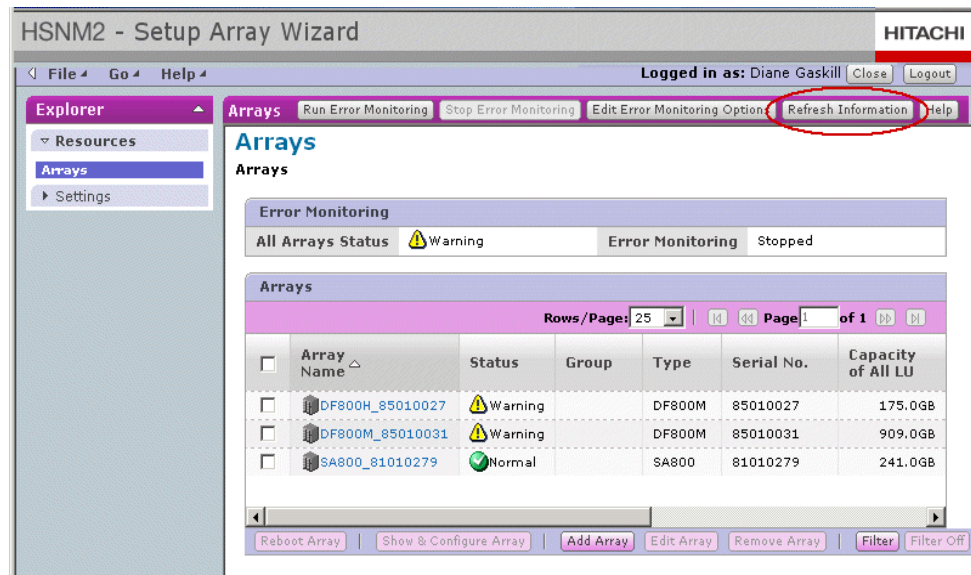 HSNM2 - Setup Array Wizard HITACHI
File Go Help Logged in as: Diane Gaskill Close Logout
Explorer
Resources
Arrays
Settings
Arrays Run Error Monitoring Stop Error Monitoring Edit Error Monitoring Options Refresh Information Help
Arrays
Arrays
Error Monitoring
All Arrays Status Warning Error Monitoring Stopped
Arrays
Rows/Page: 25 Page 1 of 1
Array Name Status Group Type Serial No. Capacity of All LU
DF800H_85010027 Warning DF800M 85010027 175.0GB
DF800M_85010031 Warning DF800M 85010031 909.0GB
SA800_81010279 Normal SA800 81010279 241.0GB
Reboot Array Show & Configure Array Add Array Edit Array Remove Array Filter Filter Off